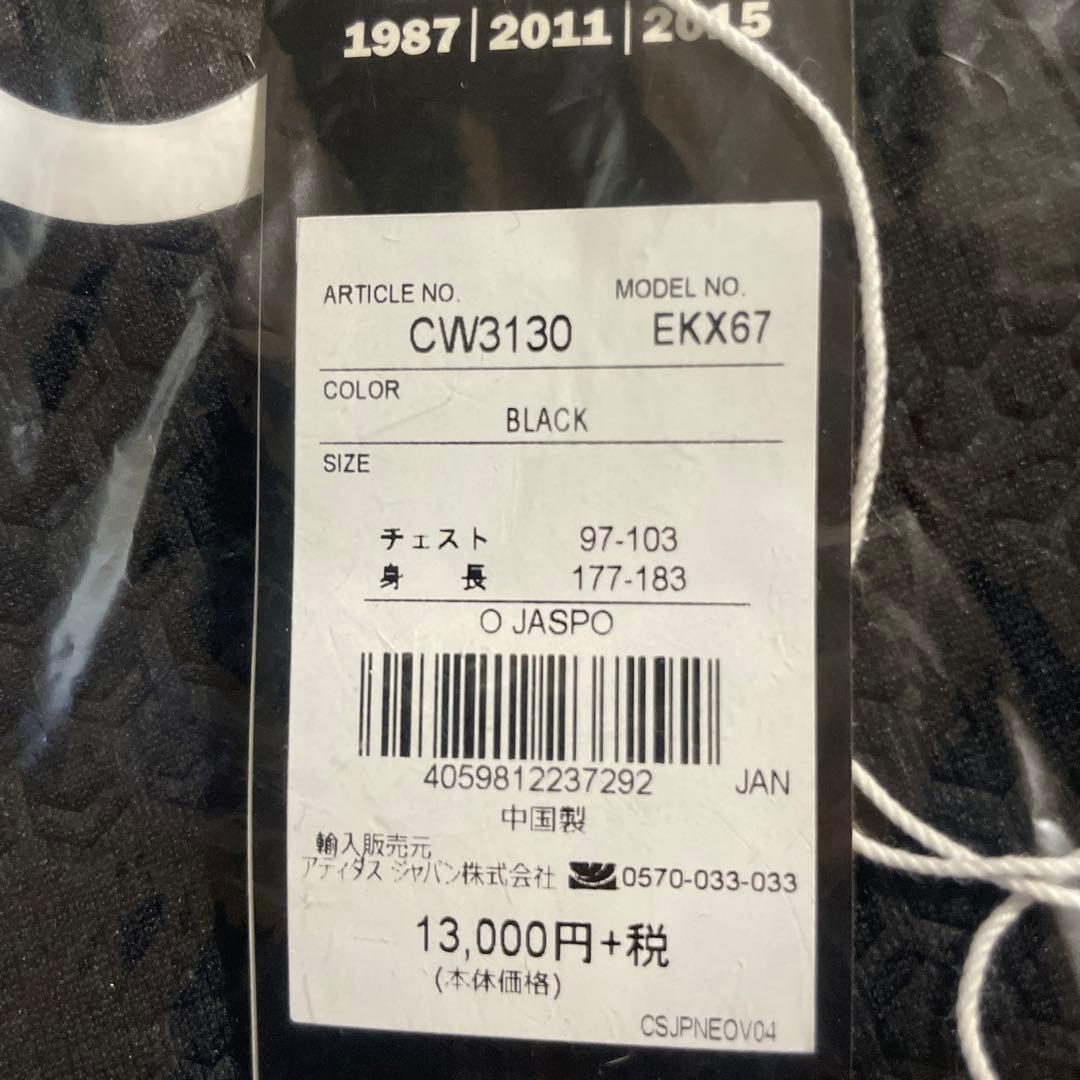 1987|2011|2015
ARTICLE NO. MODEL NO.
CW3130 EKX67
COLOR
BLACK
SIZE
チェスト 97-103
身 長 177-183
O JASPO
4059812237292 JAN
中国製
輸入販売元
アディダス ジャパン株式会社 0570-033-033
13,000円+税
(本体価格)
CSJPNEOV04